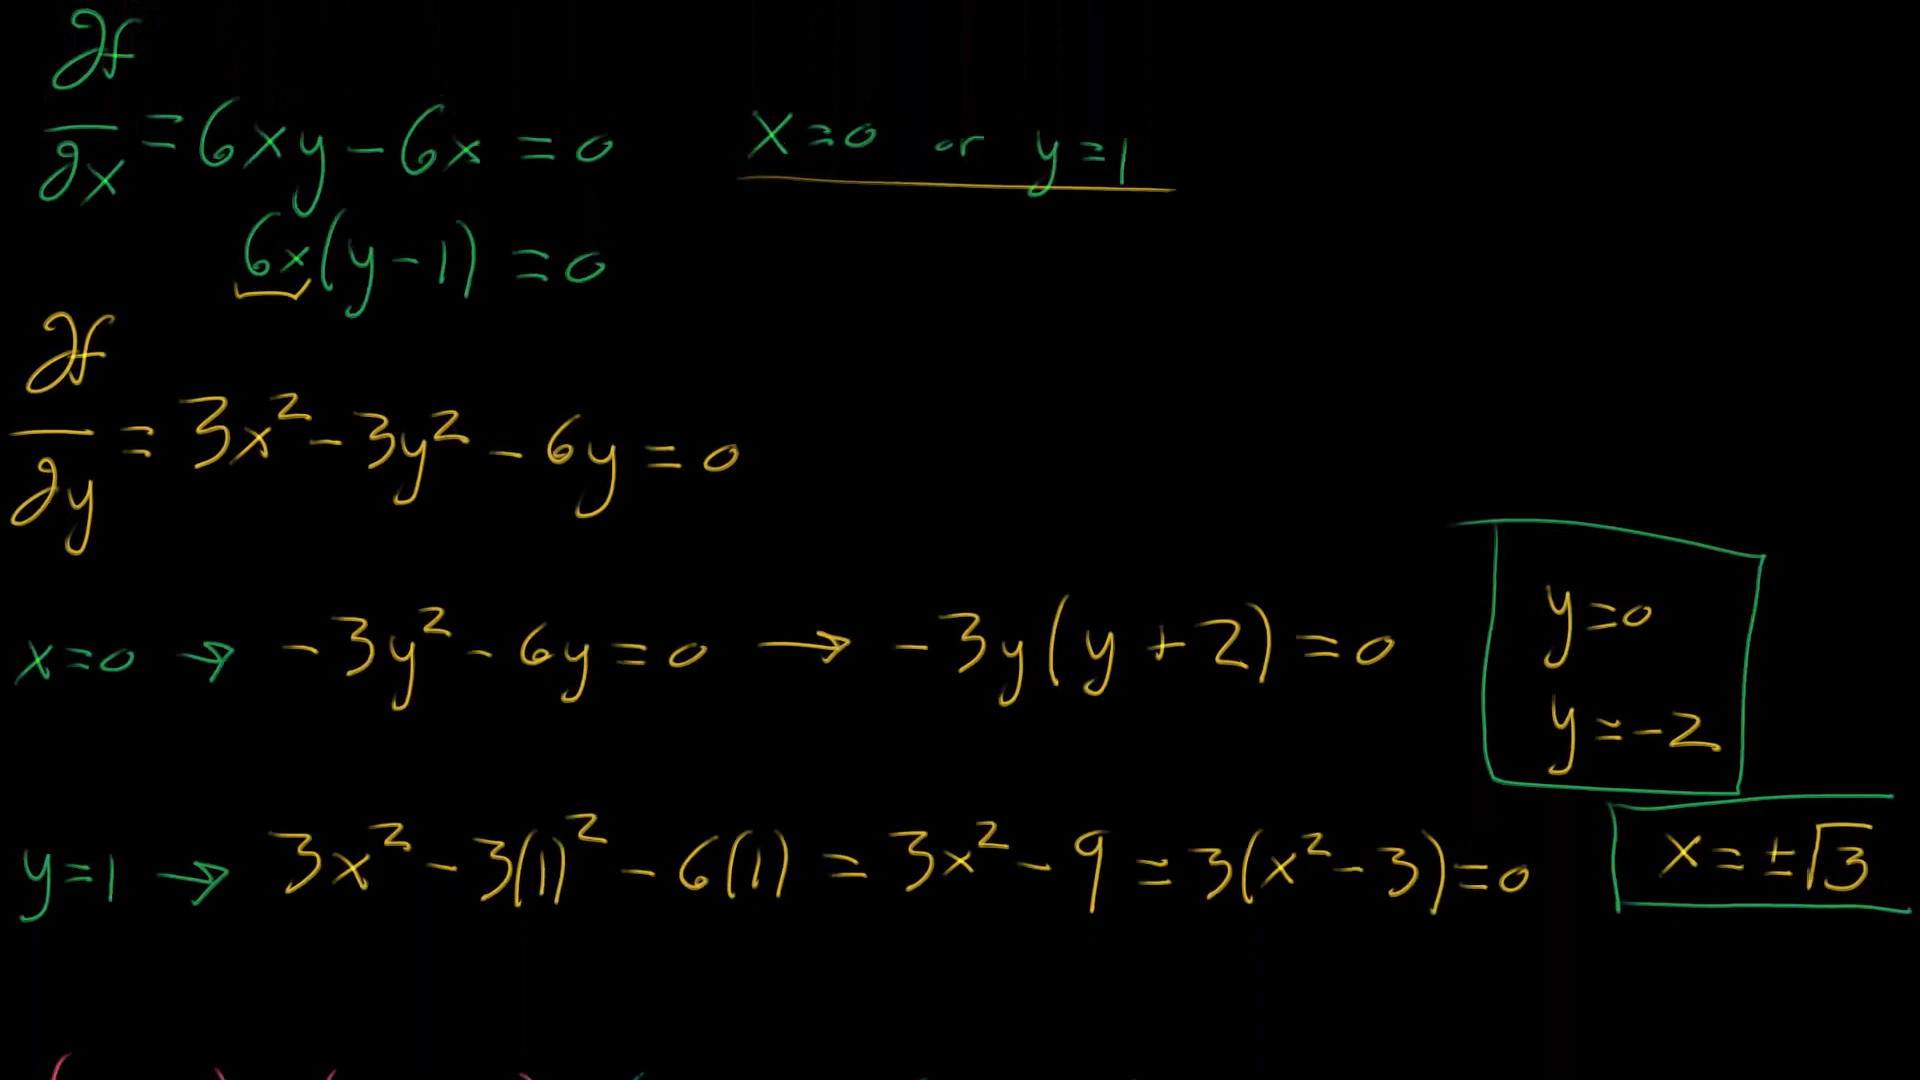 ∂f/∂x = 6xy - 6x = 0   x = 0 or y = 1
6x(y - 1) = 0
∂f/∂y = 3x² - 3y² - 6y = 0
x = 0 → -3y² - 6y = 0 → -3y(y + 2) = 0   y = 0
y = -2
y = 1 → 3x² - 3(1)² - 6(1) = 3x² - 9 = 3(x² - 3) = 0   x = ±√3